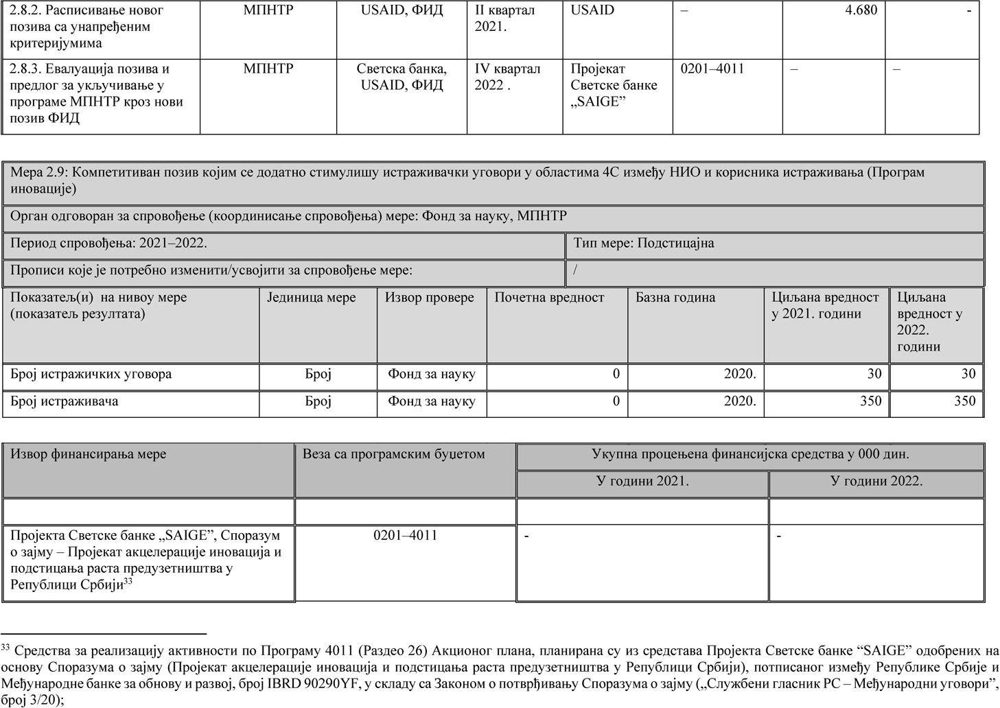 2.8.2. Расписивање новог МПНТР USAID, ФИД II квартал USAID – 4.680 -
позива са унапређеним 2021.
критеријумима
2.8.3. Евалуација позива и МПНТР Светска банка, IV квартал Пројекат 0201–4011 – –
предлог за укључивање у USAID, ФИД 2022 . Светске банке
програме МПНТР кроз нови „SAIGE”
позив ФИД
Мера 2.9: Компетитиван позив којим се додатно стимулишу истраживачки уговори у областима 4С између НИО и корисника истраживања (Програм
иновације)
Орган одговоран за спровођење (координисање спровођења) мере: Фонд за науку, МПНТР
Период спровођења: 2021–2022. Тип мере: Подстицајна
Прописи које је потребно изменити/усвојити за спровођење мере: /
Показатељ(и) на нивоу мере Јединица мере Извор провере Почетна вредност Базна година Циљана вредност Циљана
(показатељ резултата) у 2021. години вредност у
2022.
години
Број истражичких уговора Број Фонд за науку 0 2020. 30 30
Број истраживача Број Фонд за науку 0 2020. 350 350
Извор финансирања мере Веза са програмским буџетом Укупна процењена финансијска средства у 000 дин.
У години 2021. У години 2022.
Пројекта Светске банке „SAIGE”, Споразум 0201–4011 - -
о зајму – Пројекат акцелерације иновација и
подстицања раста предузетништва у
Републици Србији33
33 Средства за реализацију активности по Програму 4011 (Раздео 26) Акционог плана, планирана су из средстава Пројекта Светске банке “SAIGE” одобрених на
основу Споразума о зајму (Пројекат акцелерације иновација и подстицања раста предузетништва у Републици Србији), потписаног између Републике Србије и
Међународне банке за обнову и развој, број IBRD 90290YF, у складу са Законом о потврђивању Споразума о зајму („Службени гласник РС – Међународни уговори”,
број 3/20);